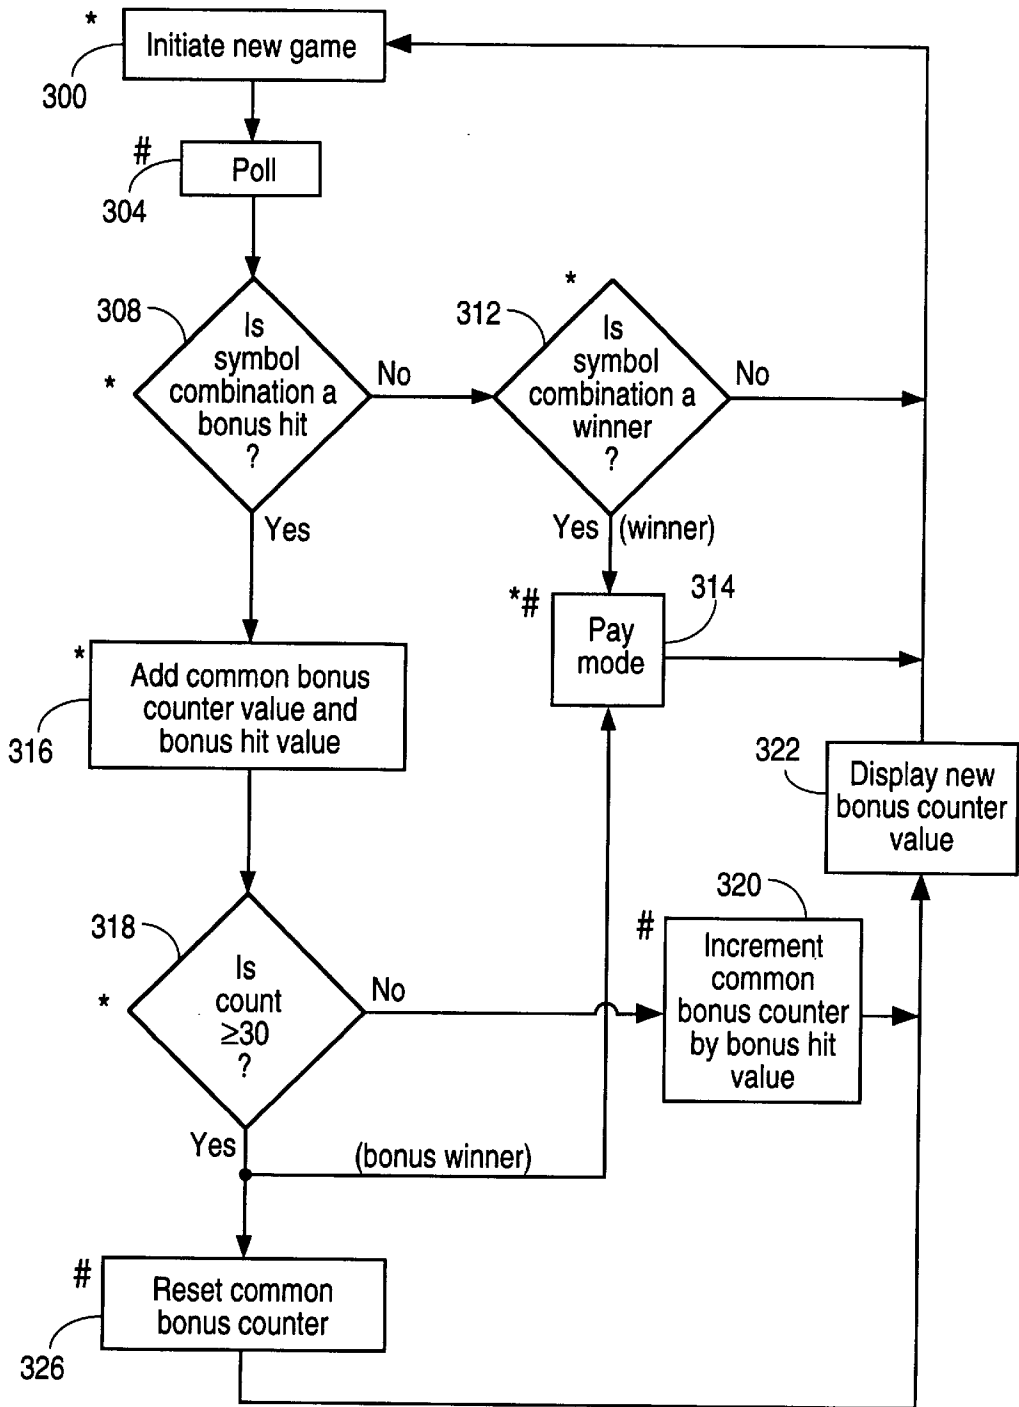 *
Initiate new game
300
#
Poll
304
308
*
Is
symbol
combination a
bonus hit
?
No
Yes
312
*
Is
symbol
combination a
winner
?
No
Yes (winner)
*#
314
Pay
mode
*
Add common bonus
counter value and
bonus hit value
316
322
Display new
bonus counter
value
318
*
Is
count
≥30
?
No
Yes
320
#
Increment
common
bonus counter
by bonus hit
value
(bonus winner)
#
Reset common
bonus counter
326